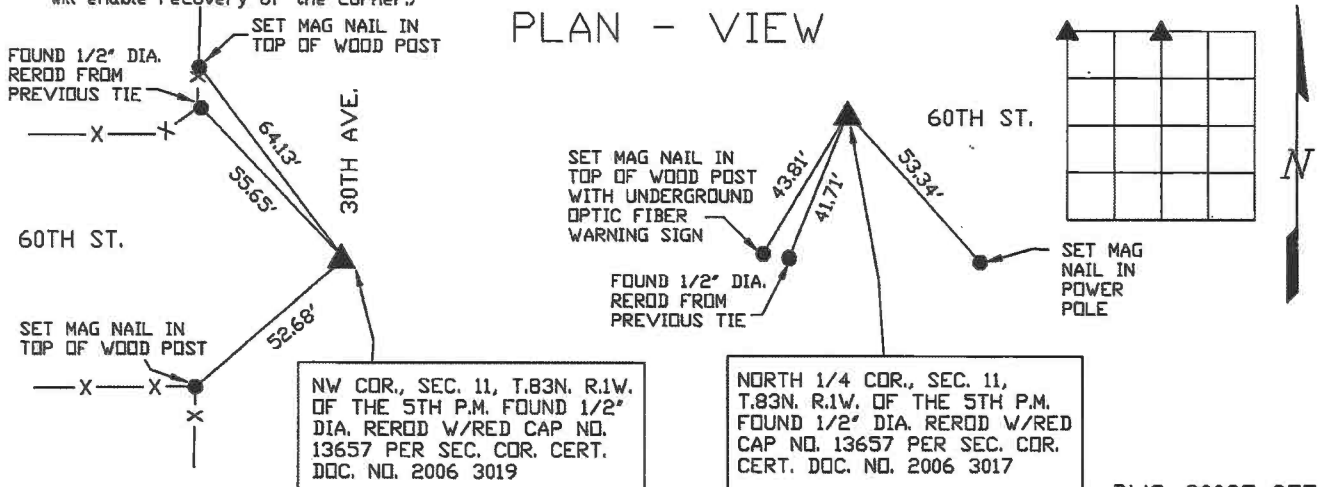 will enable recovery of the corner.)
PLAN - VIEW
SET MAG NAIL IN
TOP OF WOOD POST
FOUND 1/2" DIA.
REROD FROM
PREVIOUS TIE
X
X
X
64.13'
55.65'
30TH AVE.
60TH ST.
52.68'
SET MAG NAIL IN
TOP OF WOOD POST
X
X
X
NW COR., SEC. 11, T.83N. R.1W.
OF THE 5TH P.M. FOUND 1/2"
DIA. REROD W/RED CAP NO.
13657 PER SEC. COR. CERT.
DOC. NO. 2006 3019
60TH ST.
N
SET MAG NAIL IN
TOP OF WOOD POST
WITH UNDERGROUND
OPTIC FIBER
WARNING SIGN
43.81'
41.71'
53.34'
FOUND 1/2" DIA.
REROD FROM
PREVIOUS TIE
SET MAG
NAIL IN
POWER
POLE
NORTH 1/4 COR., SEC. 11,
T.83N. R.1W. OF THE 5TH P.M.
FOUND 1/2" DIA. REROD W/RED
CAP NO. 13657 PER SEC. COR.
CERT. DOC. NO. 2006 3017